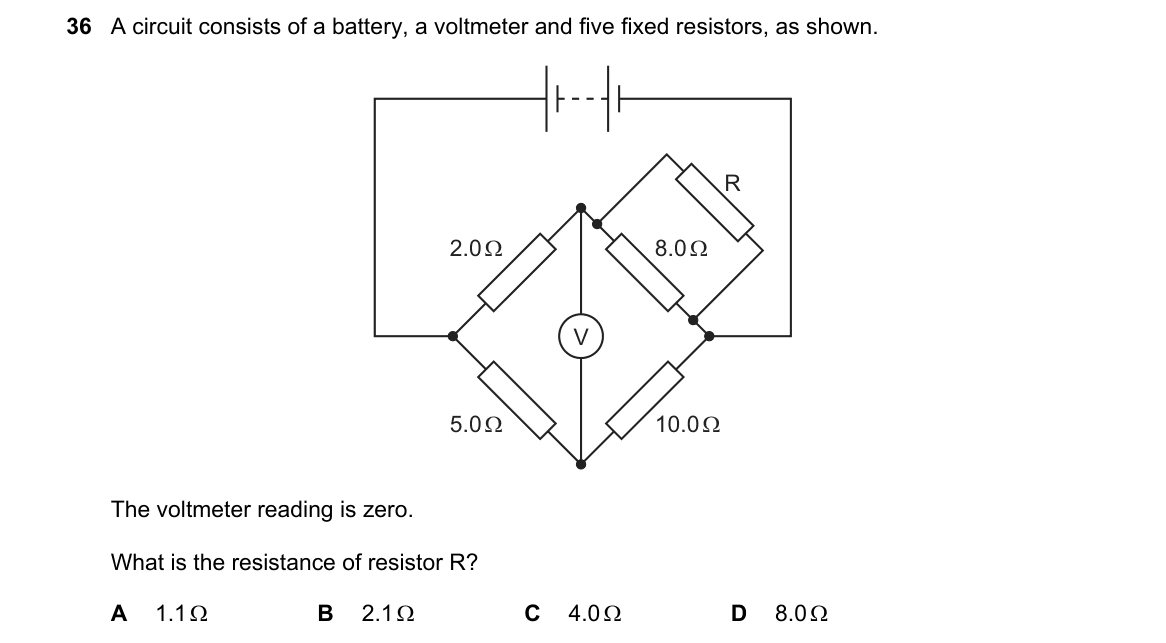 36 A circuit consists of a battery, a voltmeter and five fixed resistors, as shown.
R
2.0Ω 8.0Ω
V
5.0Ω 10.0Ω
The voltmeter reading is zero.
What is the resistance of resistor R?
A 1.1Ω B 2.1Ω C 4.0Ω D 8.0Ω